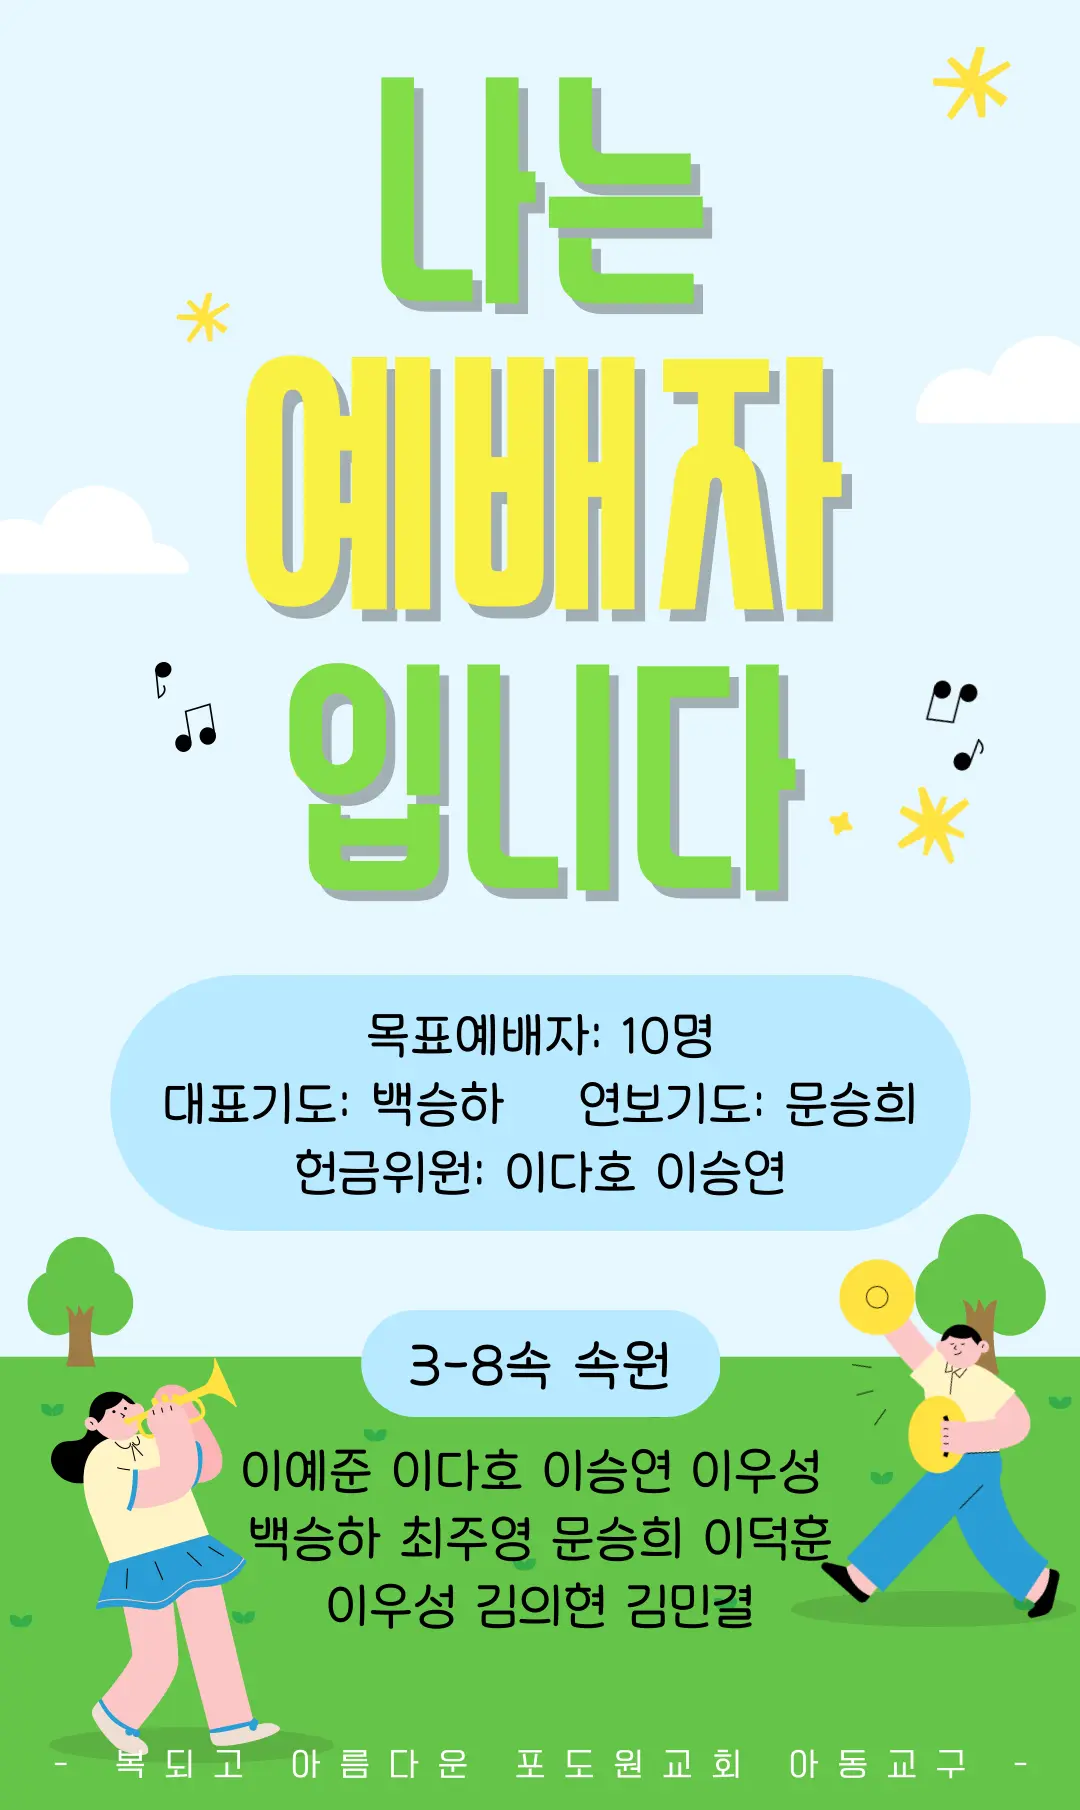 나는
예배자
입니다
목표예배자: 10명
대표기도: 백승하 연보기도: 문승희
헌금위원: 이다호 이승연
3-8속 속원
이예준 이다호 이승연 이우성
백승하 최주영 문승희 이덕훈
이우성 김의현 김민결
- 복되고 아름다운 포도원교회 아동교구 -